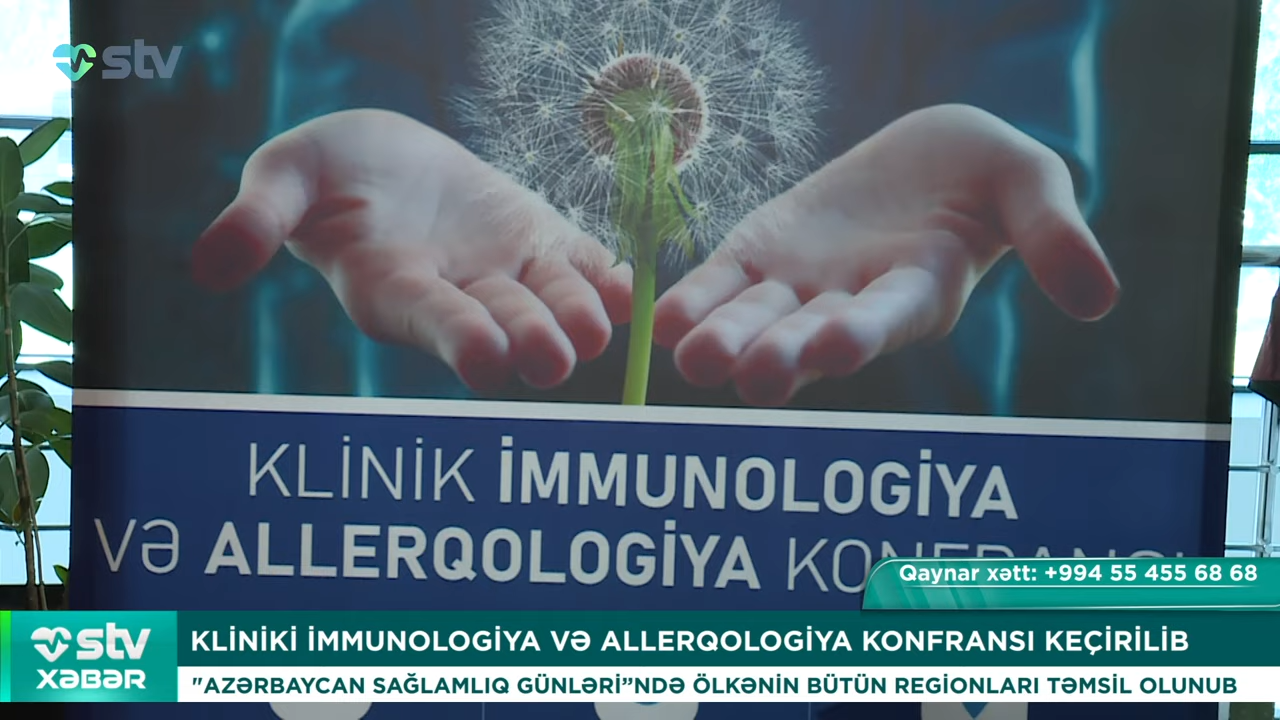 stv
KLİNİK İMMUNOLOGİYA
VƏ ALLERQOLOGİYA KONFRANSI
Qaynar xətt: +994 55 455 68 68
stv
XƏBƏR
KLİNİKİ İMMUNOLOGİYA VƏ ALLERQOLOGİYA KONFRANSI KEÇİRİLİB
"AZƏRBAYCAN SAĞLAMLIQ GÜNLƏRİ”NDƏ ÖLKƏNİN BÜTÜN REGİONLARI TƏMSİL OLUNUB